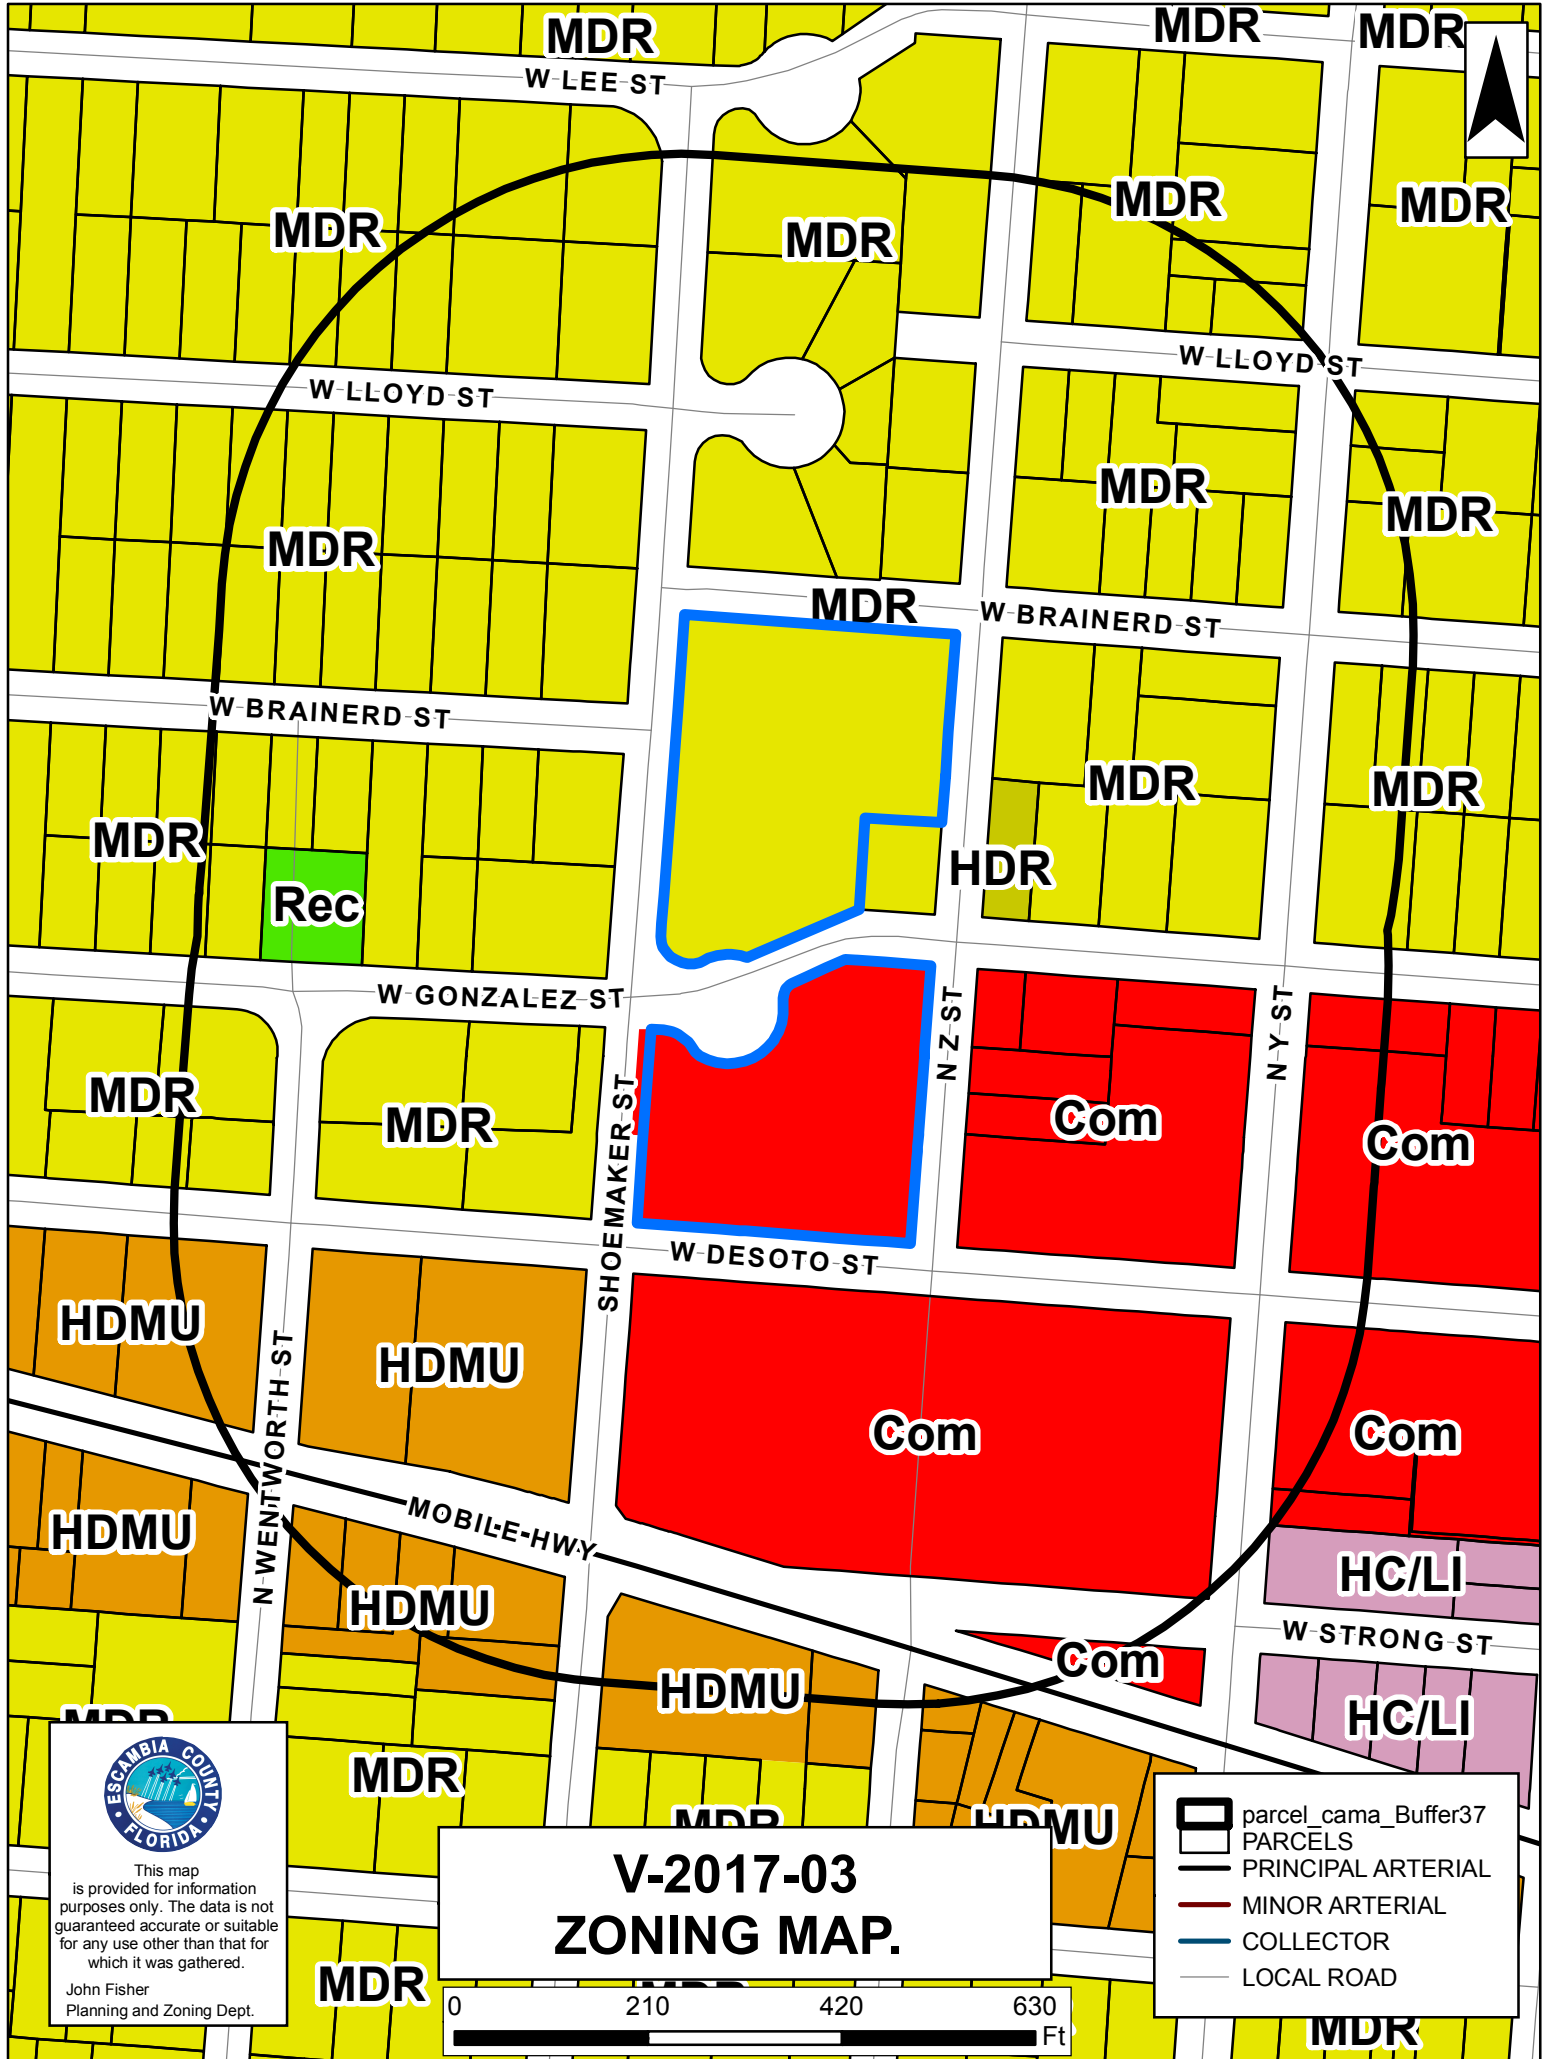 MDR
MDR
MDR
W LEE ST
MDR
MDR
MDR
MDR
W LLOYD ST
W LLOYD ST
MDR
MDR
MDR
MDR
W BRAINERD ST
W BRAINERD ST
MDR
MDR
MDR
HDR
Rec
W GONZALEZ ST
N Z ST
N Y ST
MDR
MDR
SHOEMAKER ST
Com
Com
W DESOTO ST
HDMU
HDMU
N WENTWORTH ST
Com
Com
MOBILE HWY
HDMU
HDMU
HC/LI
W STRONG ST
Com
HDMU
HC/LI
MDR
MDR
MDR
HDMU
MDR
MDR
MDR
ESCAMBIA COUNTY
FLORIDA
This map
is provided for information
purposes only. The data is not
guaranteed accurate or suitable
for any use other than that for
which it was gathered.
John Fisher
Planning and Zoning Dept.
V-2017-03
ZONING MAP.
0 210 420 630
Ft
parcel_cama_Buffer37
PARCELS
PRINCIPAL ARTERIAL
MINOR ARTERIAL
COLLECTOR
LOCAL ROAD